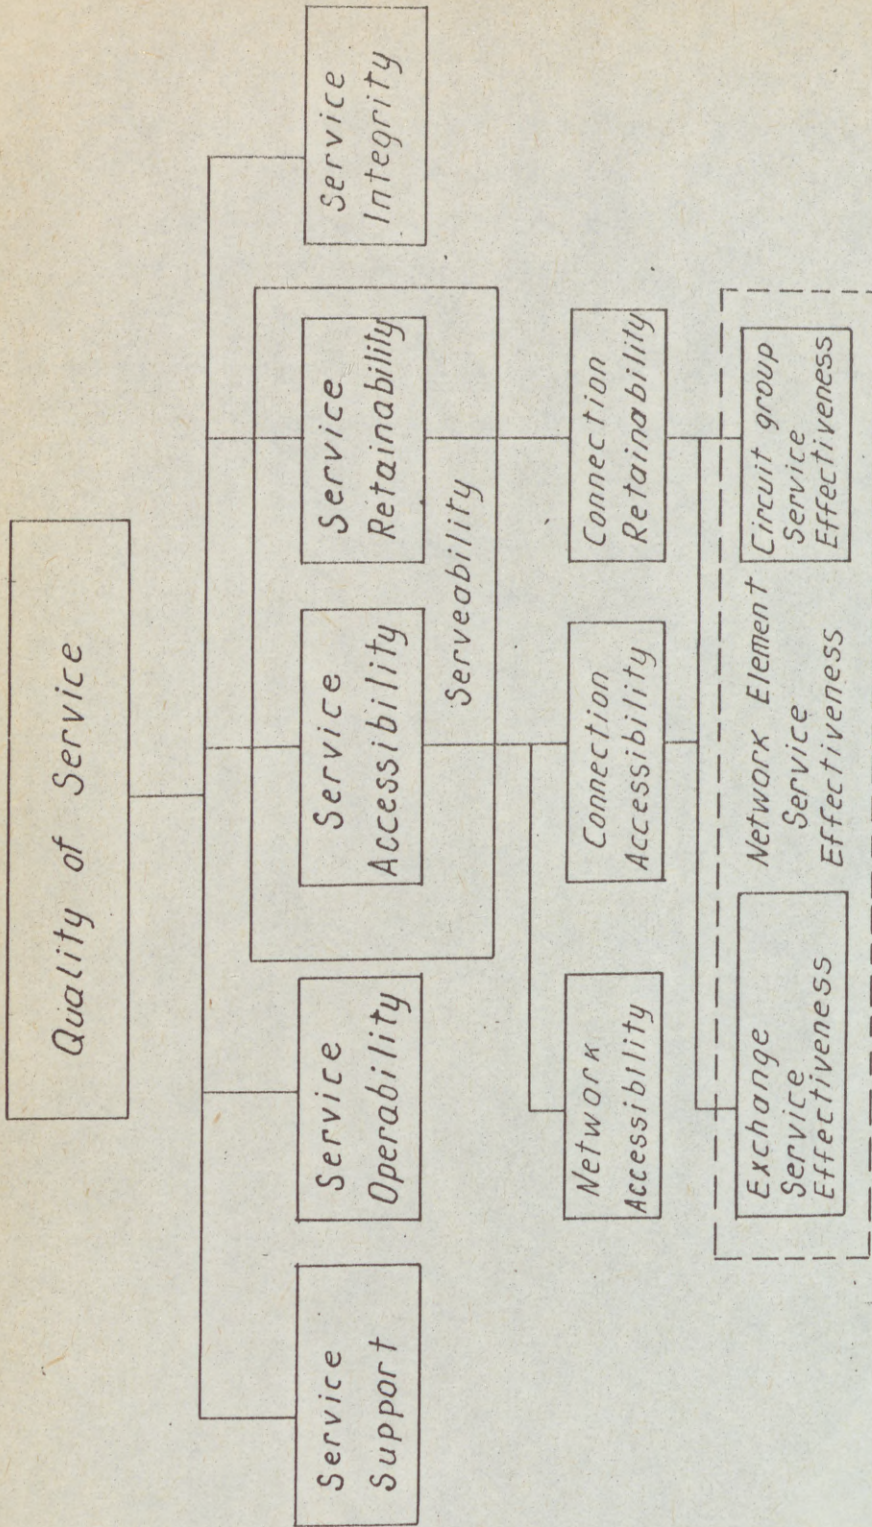 Quality of Service
Service
Support
Service
Operability
Service
Accessibility
Service
Retainability
Serveability
Service
Integrity
Network
Accessibility
Connection
Accessibility
Connection
Retainability
Exchange
Service
Effectiveness
Network Element
Service
Effectiveness
Circuit group
Service
Effectiveness